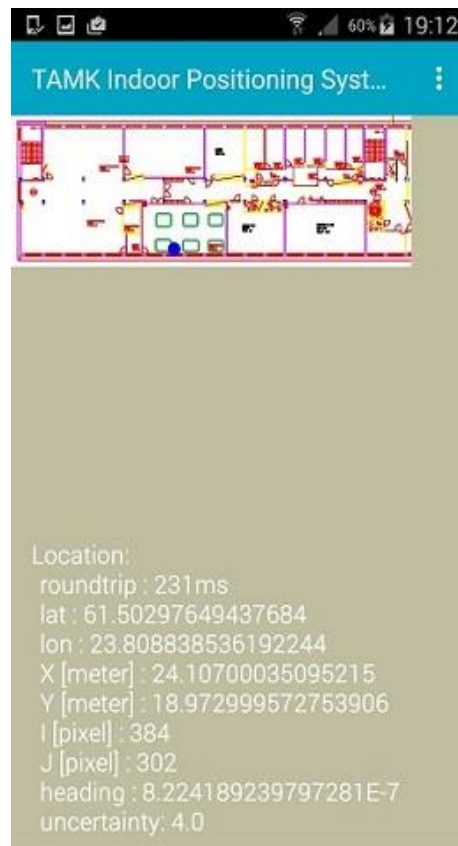 60% 19:12
TAMK Indoor Positioning Syst...
Location:
roundtrip : 231ms
lat : 61.50297649437684
lon : 23.808838536192244
X [meter] : 24.10700035095215
Y [meter] : 18.972999572753906
I [pixel] : 384
J [pixel] : 302
heading : 8.224189239797281E-7
uncertainty: 4.0